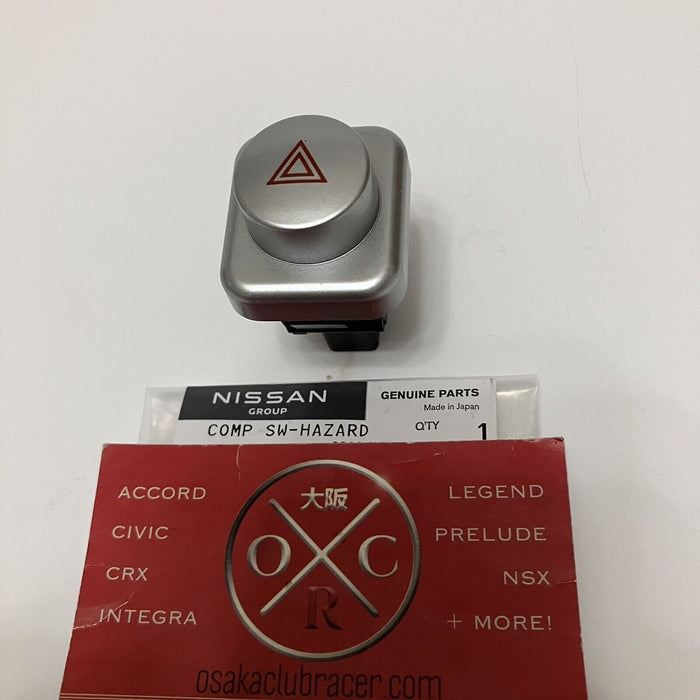 NISSAN
GROUP
GENUINE PARTS
Made in Japan
COMP SW-HAZARD
Q'TY 1
大阪
ACCORD
LEGEND
CIVIC
PRELUDE
O C
CRX
NSX
R
INTEGRA
+ MORE!
osakaclubracer.com